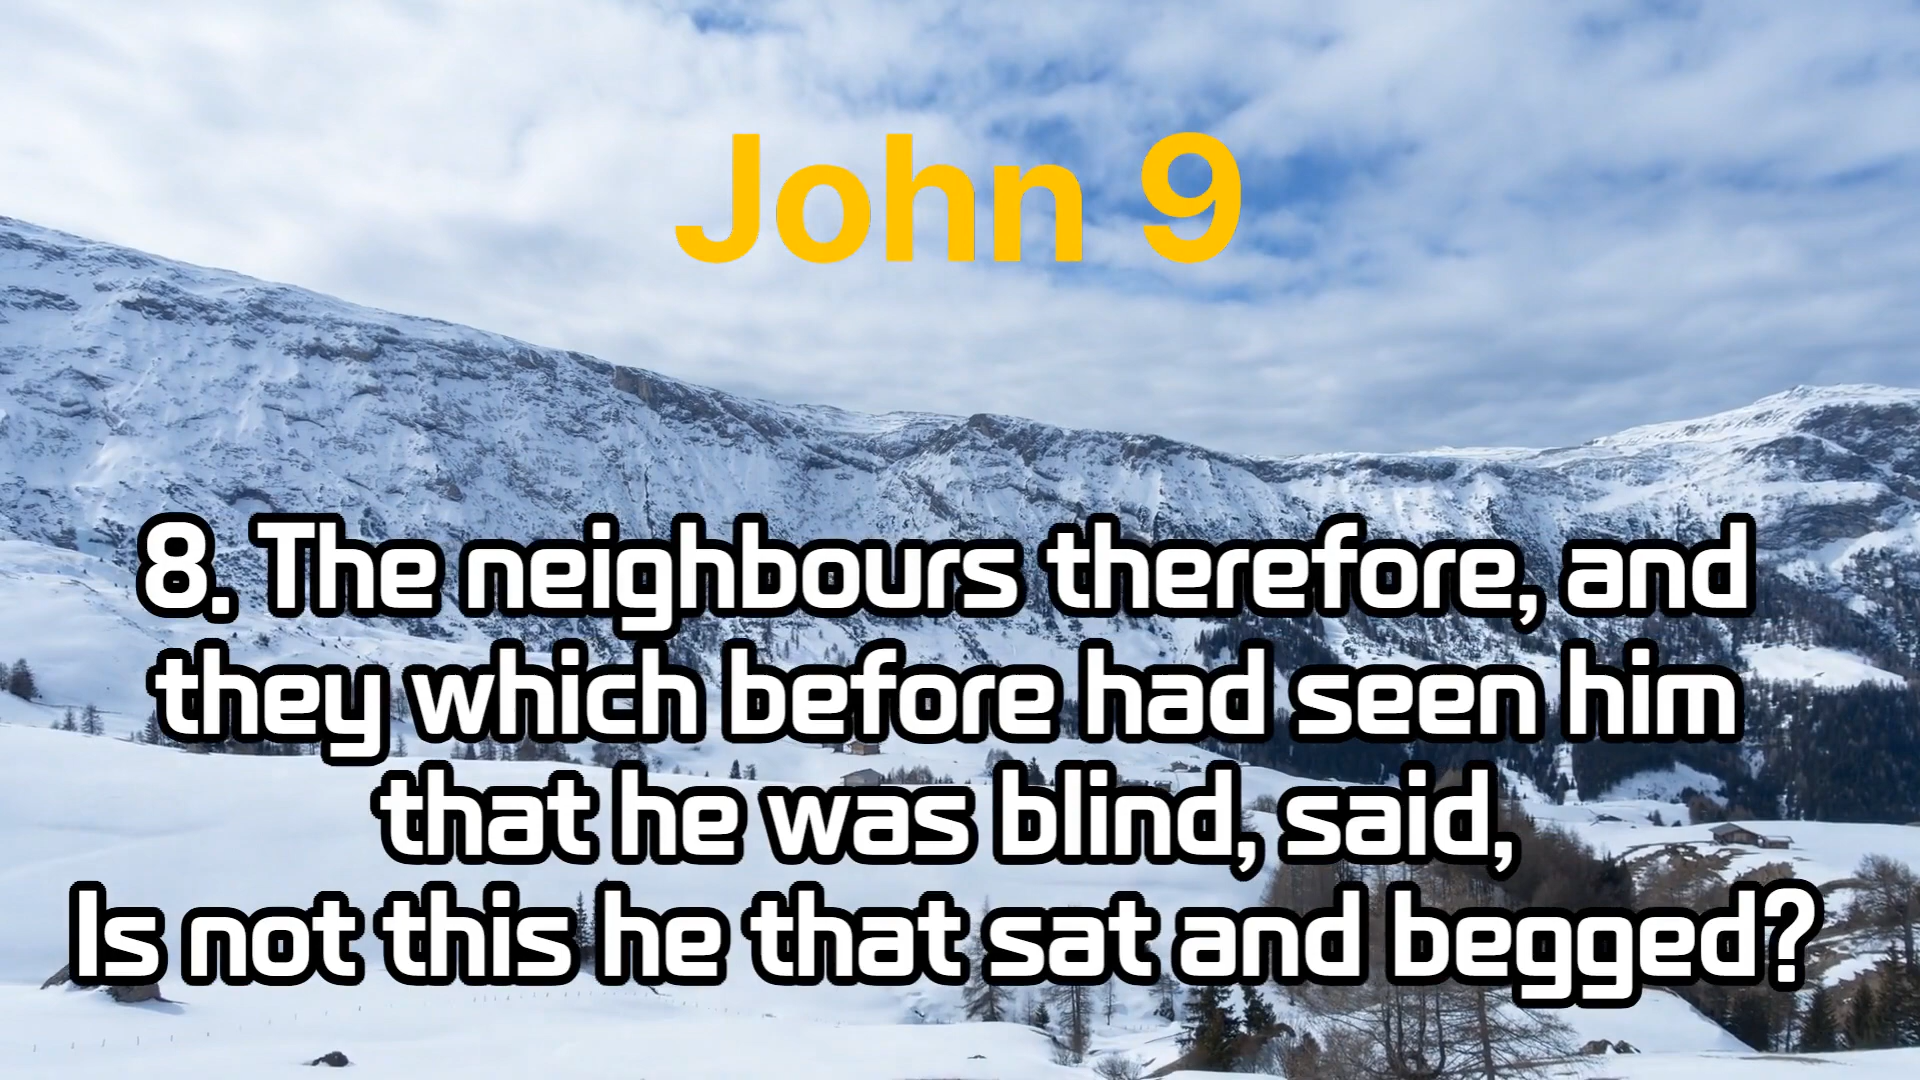 John 9
8. The neighbours therefore, and
they which before had seen him
that he was blind, said,
Is not this he that sat and begged?